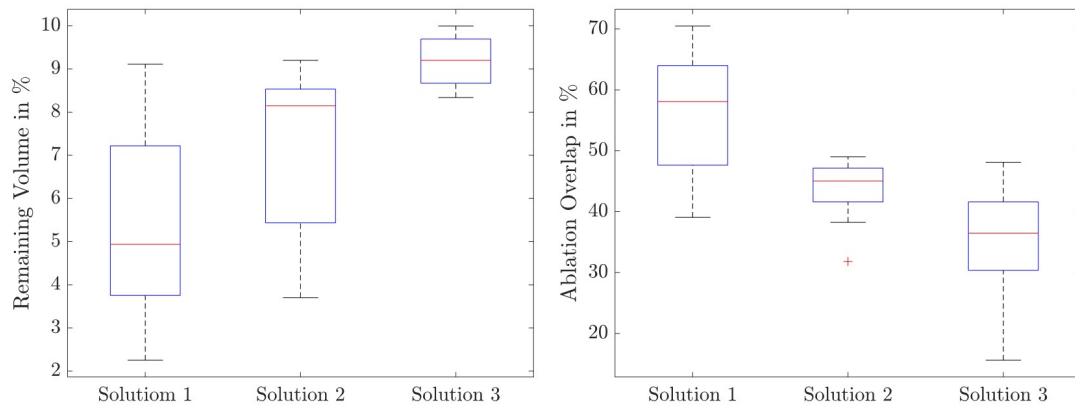 Remaining Volume in %
10
9
8
7
6
5
4
3
2
Solutiom 1
Solution 2
Solution 3
Ablation Overlap in %
70
60
50
40
30
20
Solution 1
Solution 2
Solution 3